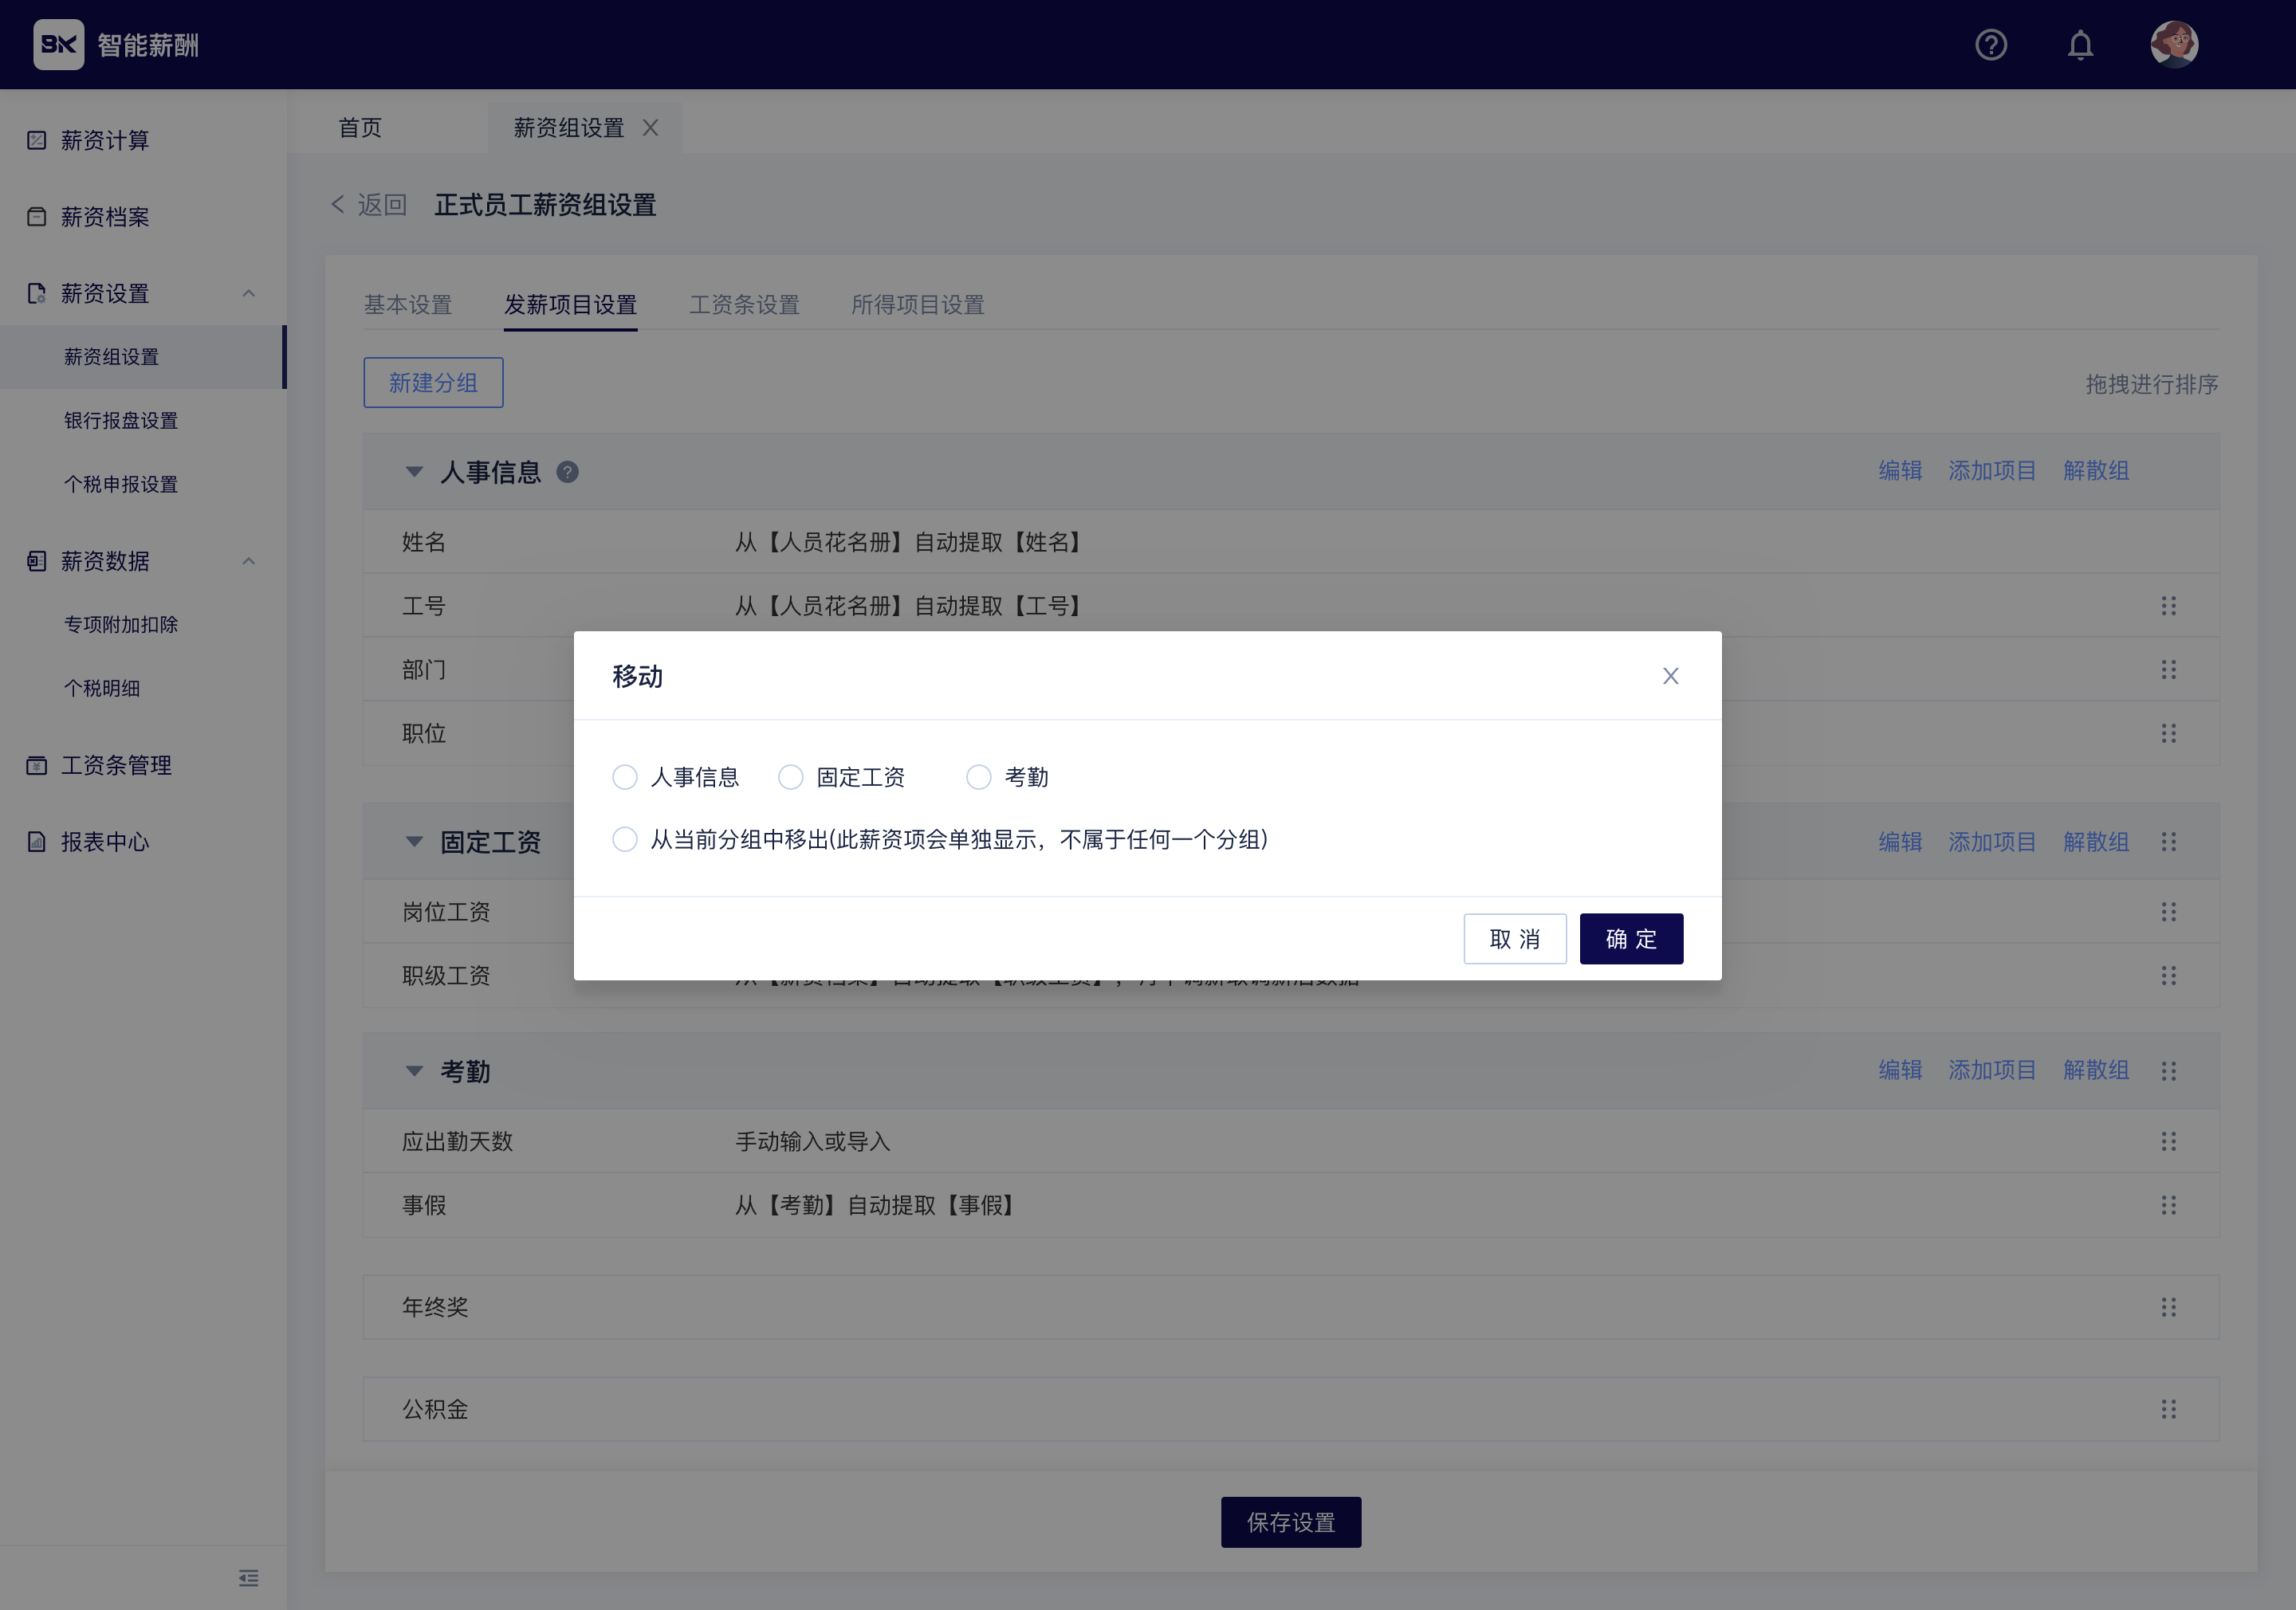 BK 智能薪酬
薪资计算
薪资档案
薪资设置
薪资组设置
银行报盘设置
个税申报设置
薪资数据
专项附加扣除
个税明细
工资条管理
报表中心
首页 薪资组设置
返回 正式员工薪资组设置
基本设置 发薪项目设置 工资条设置 所得项目设置
新建分组 拖拽进行排序
人事信息 ? 编辑 添加项目 解散组
姓名 从【人员花名册】自动提取【姓名】
工号 从【人员花名册】自动提取【工号】
部门
职位
移动
人事信息 固定工资 考勤
从当前分组中移出(此薪资项会单独显示，不属于任何一个分组)
取消 确定
固定工资 编辑 添加项目 解散组
岗位工资
职级工资
考勤 编辑 添加项目 解散组
应出勤天数 手动输入或导入
事假 从【考勤】自动提取【事假】
年终奖
公积金
保存设置